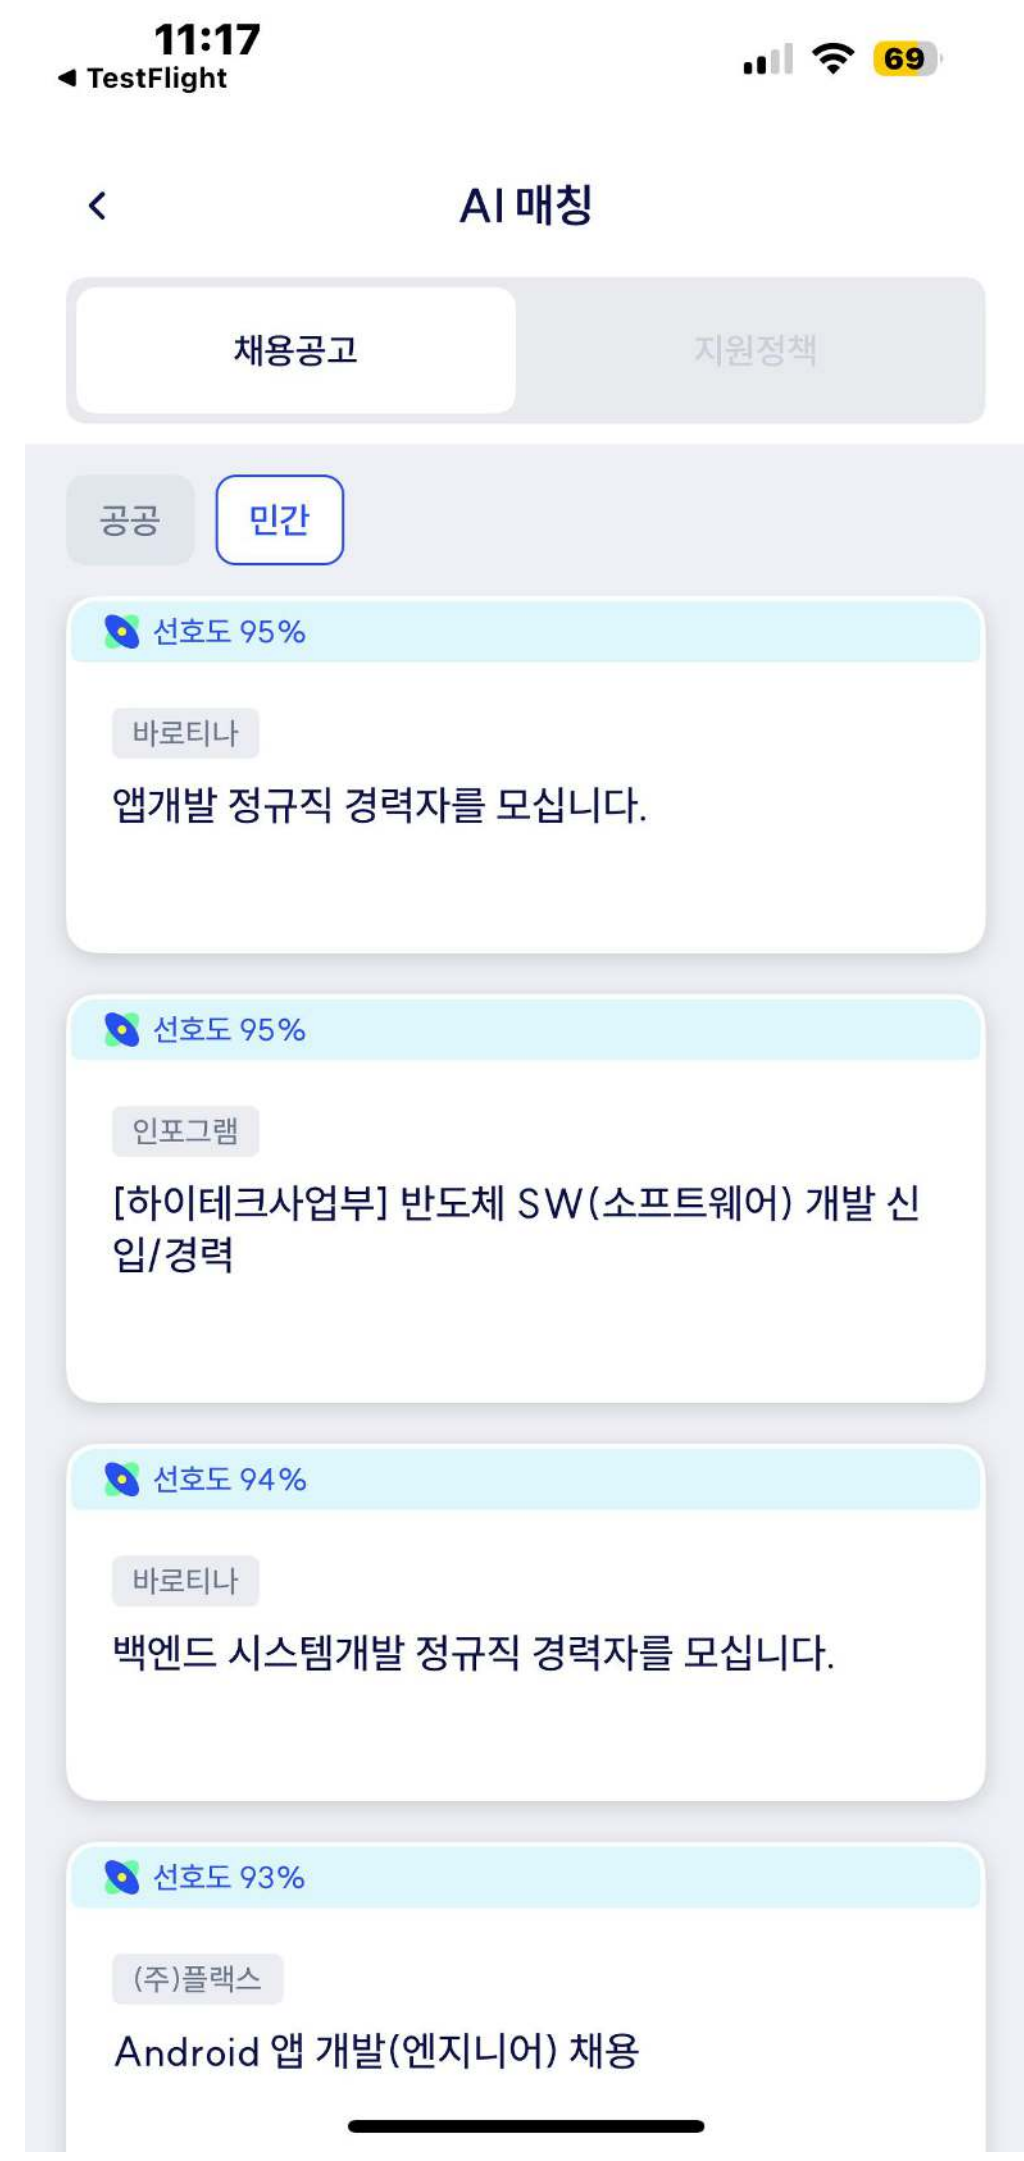 11:17
◀ TestFlight
69
AI 매칭
채용공고
지원정책
공공
민간
선호도 95%
바로티나
앱개발 정규직 경력자를 모십니다.
선호도 95%
인포그램
[하이테크사업부] 반도체 SW(소프트웨어) 개발 신
입/경력
선호도 94%
바로티나
백엔드 시스템개발 정규직 경력자를 모십니다.
선호도 93%
(주)플랙스
Android 앱 개발(엔지니어) 채용